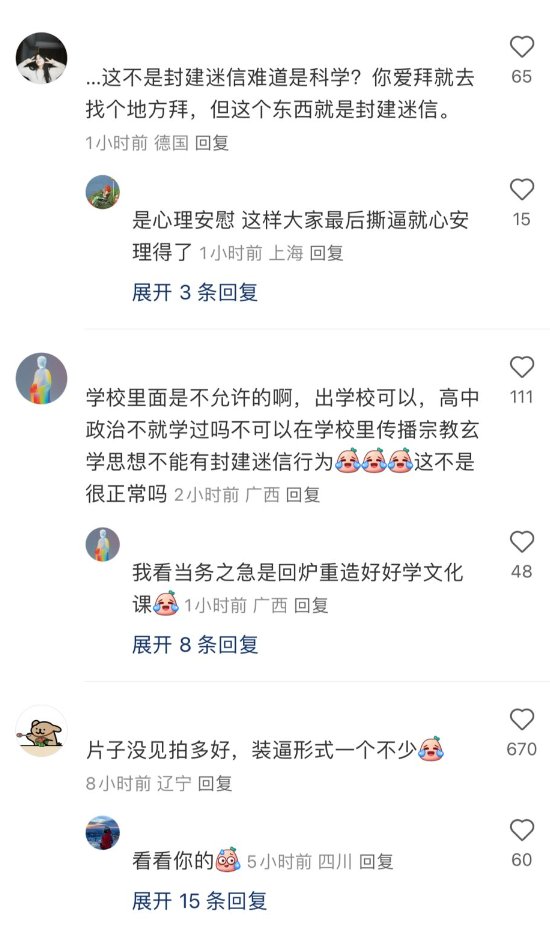 ...这不是封建迷信难道是科学？你爱拜就去
找个地方拜，但这个东西就是封建迷信。
65
1小时前 德国 回复
是心理安慰 这样大家最后撕逼就心安
理得了 1小时前 上海 回复
15
展开 3 条回复
学校里面是不允许的啊，出学校可以，高中
政治不就学过吗不可以在学校里传播宗教玄
学思想不能有封建迷信行为这不是
很正常吗 2小时前 广西 回复
111
我看当务之急是回炉重造好好学文化
课 1小时前 广西 回复
48
展开 8 条回复
片子没见拍多好，装逼形式一个不少
670
8小时前 辽宁 回复
看看你的 5小时前 四川 回复
60
展开 15 条回复